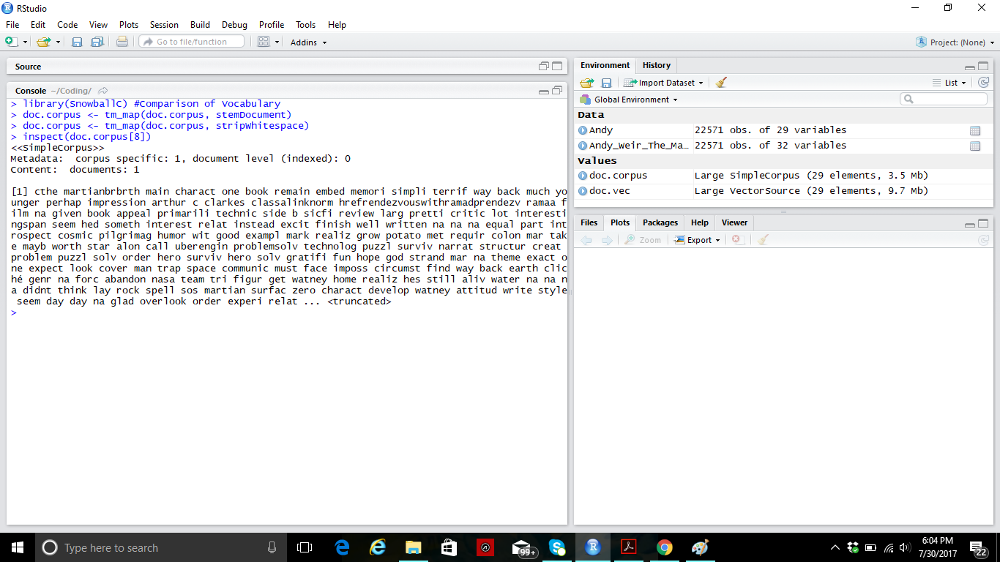 RStudio
File Edit Code View Plots Session Build Debug Profile Tools Help
Go to file/function Addins Project: (None)
Source
Console ~/Coding/
> library(SnowballC) #Comparison of Vocabulary
> doc.corpus <- tm_map(doc.corpus, stemDocument)
> doc.corpus <- tm_map(doc.corpus, stripWhitespace)
> inspect(doc.corpus[8])
<<SimpleCorpus>>
Metadata:  corpus specific: 1, document level (indexed): 0
Content:  documents: 1
[1] cthe martianbrbrth main charact one book remain embed memori simpli terrif way back much yo
unger perhap impression arthur c clarkes classalinknorm hrefrendezvouswithramadprendezv ramaa f
ilm na given book appeal primarili technic side b sicfi review larg pretti critic lot interesti
ngspan seem hed someth interest relat instead excit finish well written na na na equal part int
rospect cosmic pilgrimag humor wit good exampl mark realiz grow potato met requir colon mar tak
e mayb worth star alon call uberengin problemsolv technolog puzzl surviv narrat structur creat
problem puzzl solv order hero surviv hero solv gratifi fun hope god strand mar na theme exact o
ne expect look cover man trap space communic must face imposs circumst find way back earth clic
hé genr na forc abandon nasa team tri figur get watney home realiz hes still aliv water na na n
a didnt think lay rock spell sos martian surfac zero charact develop watney attitud write style
seem day day na glad overlook order experi relat ... <truncated>
>
Environment History
Import Dataset List
Global Environment
Data
Andy 22571 obs. of 29 variables
Andy_Weir_The_Ma… 22571 obs. of 32 variables
Values
doc.corpus Large SimpleCorpus (29 elements, 3.5 Mb)
doc.vec Large VectorSource (29 elements, 9.7 Mb)
Files Plots Packages Help Viewer
Zoom Export
Type here to search
99+
6:04 PM
7/30/2017
22